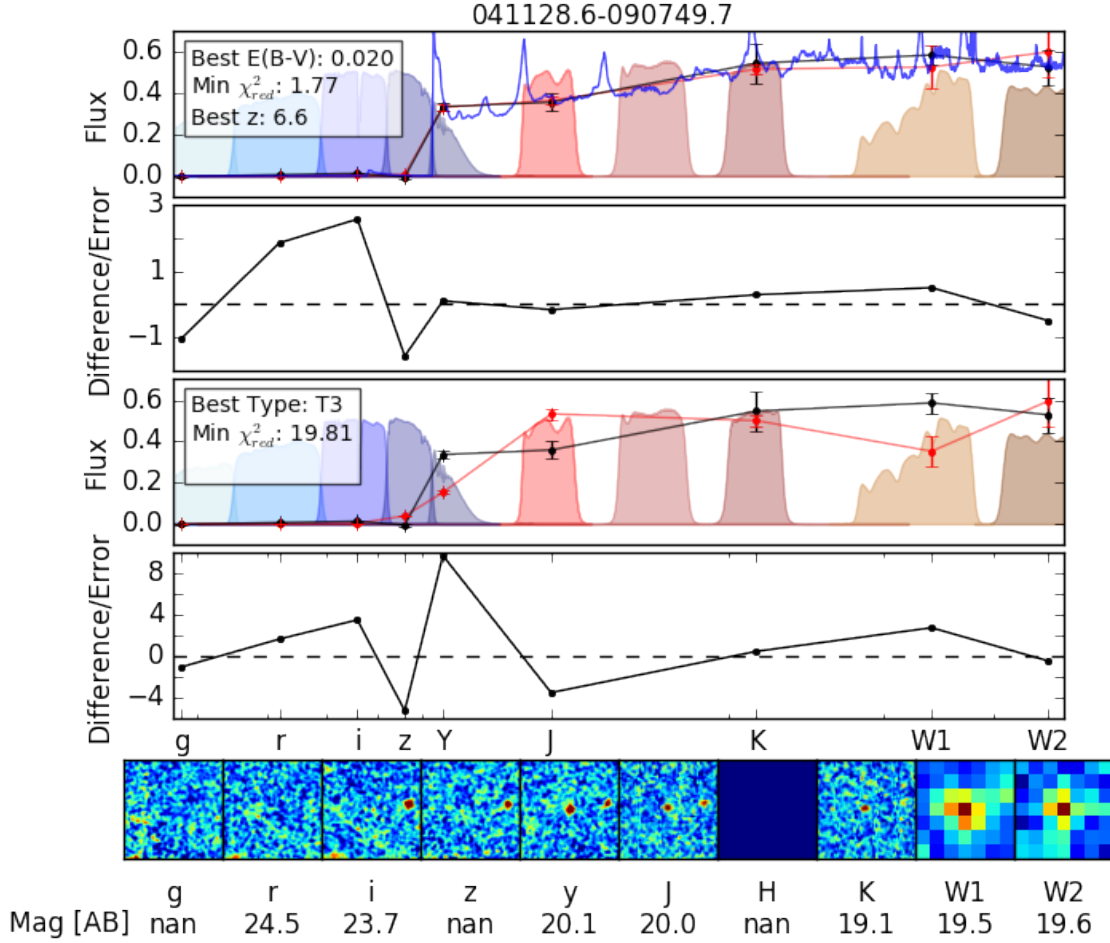 041128.6-090749.7
Flux
0.6
0.4
0.2
0.0
Best E(B-V): 0.020
Min χ²red: 1.77
Best z: 6.6
Difference/Error
3
1
−1
Flux
0.6
0.4
0.2
0.0
Best Type: T3
Min χ²red: 19.81
Difference/Error
8
4
0
−4
g r i z Y J K W1 W2
g r i z y J H K W1 W2
Mag [AB] nan 24.5 23.7 nan 20.1 20.0 nan 19.1 19.5 19.6